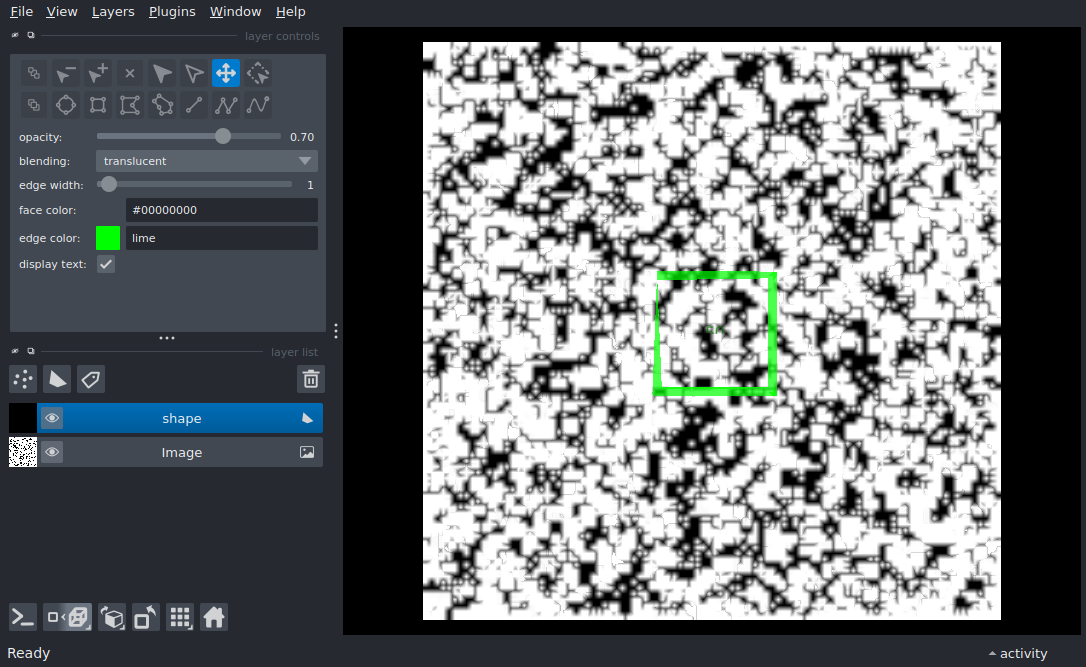 File View Layers Plugins Window Help
layer controls
opacity: 0.70
blending: translucent
edge width: 1
face color: #00000000
edge color: lime
display text:
layer list
shape
Image
Ready
activity